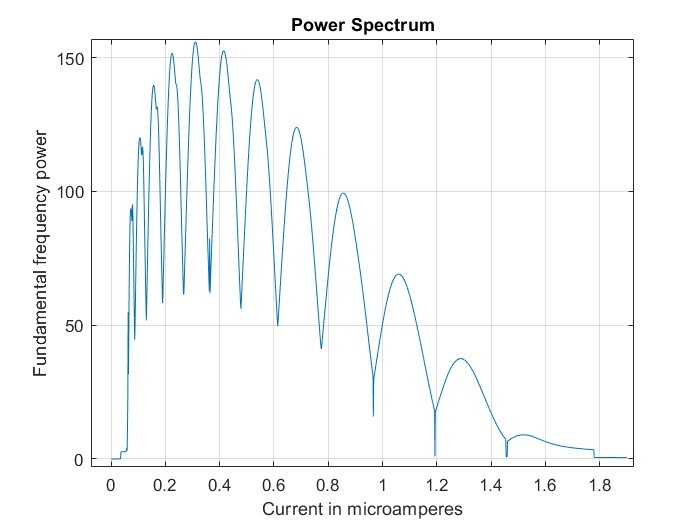 Power Spectrum
Fundamental frequency power
150
100
50
0
0 0.2 0.4 0.6 0.8 1 1.2 1.4 1.6 1.8
Current in microamperes